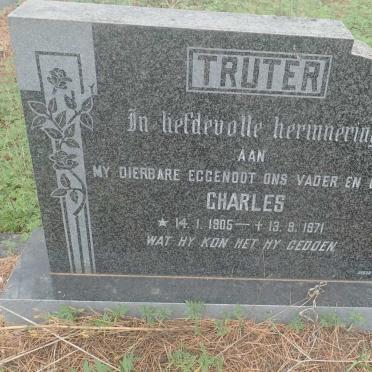 TRUTER
In liefdevolle herinnering
AAN
MY DIERBARE EGGENOOT ONS VADER EN
CHARLES
★ 14.1.1905 — ✝ 13.9.1971
WAT HY KON HET HY GEDOEN.